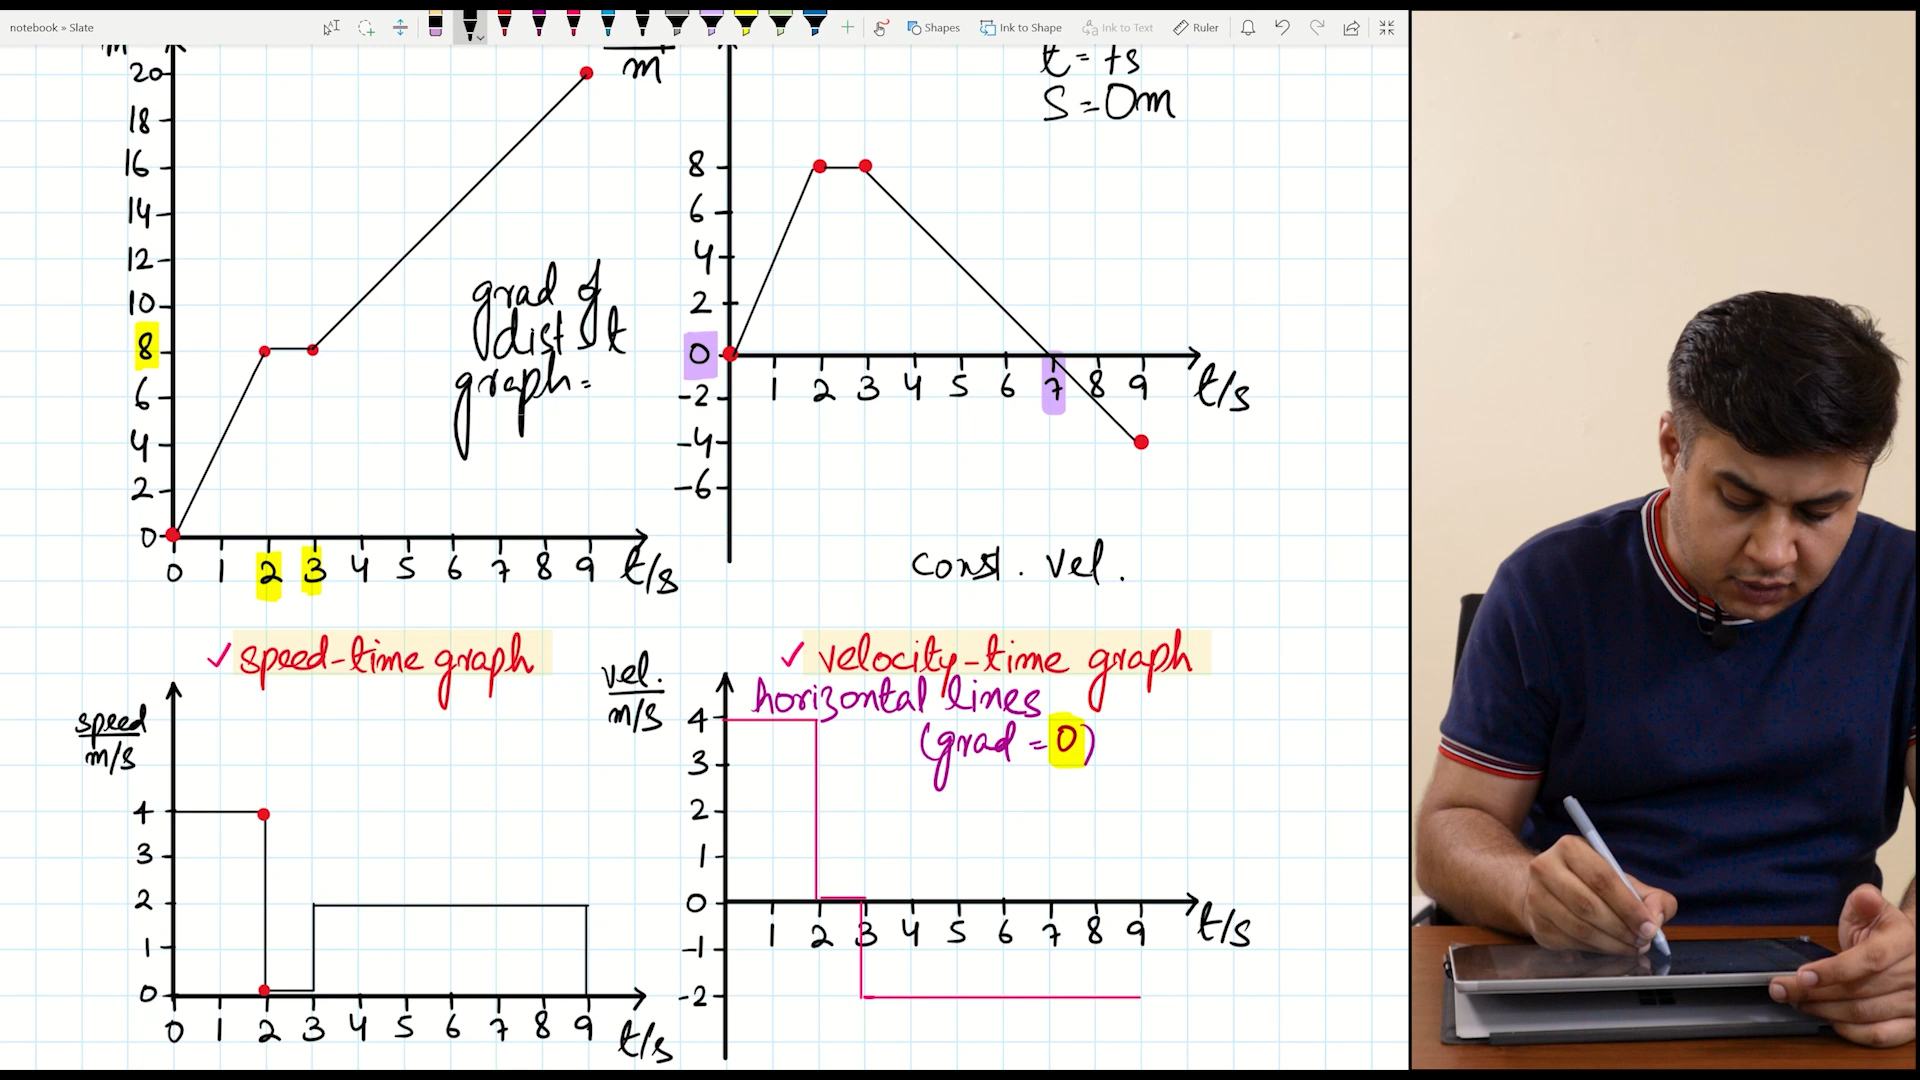 notebook » Slate
Shapes
Ink to Shape
Ink to Text
Ruler
m
20
18
16
14
12
10
8
6
4
2
0
0 1 2 3 4 5 6 7 8 9 t/s
grad of
dist - t
graph =
m
8
6
4
2
0
-2
-4
-6
1 2 3 4 5 6 7 8 9 t/s
t = 7s
S = 0m
const. vel.
✓ speed-time graph
speed
m/s
4
3
2
1
0
0 1 2 3 4 5 6 7 8 9 t/s
✓ velocity-time graph
vel.
m/s
horizontal lines
(grad = 0)
4
3
2
1
0
-1
-2
1 2 3 4 5 6 7 8 9 t/s